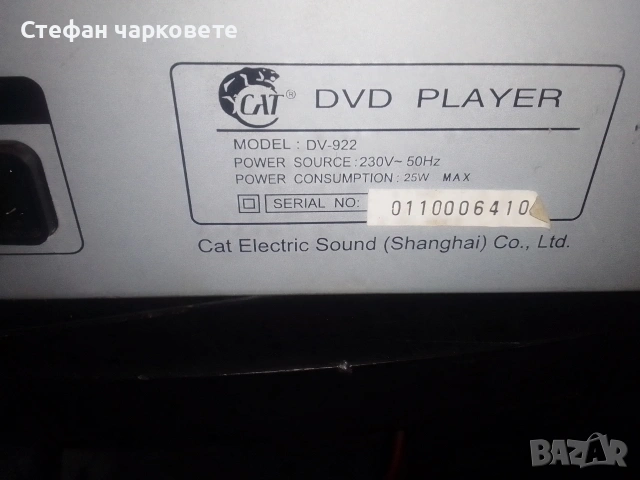 Стефан чарковете
CAT® DVD PLAYER
MODEL : DV-922
POWER SOURCE : 230V~ 50Hz
POWER CONSUMPTION : 25W MAX
SERIAL NO: 0110006410
Cat Electric Sound (Shanghai) Co., Ltd.
BAZAR